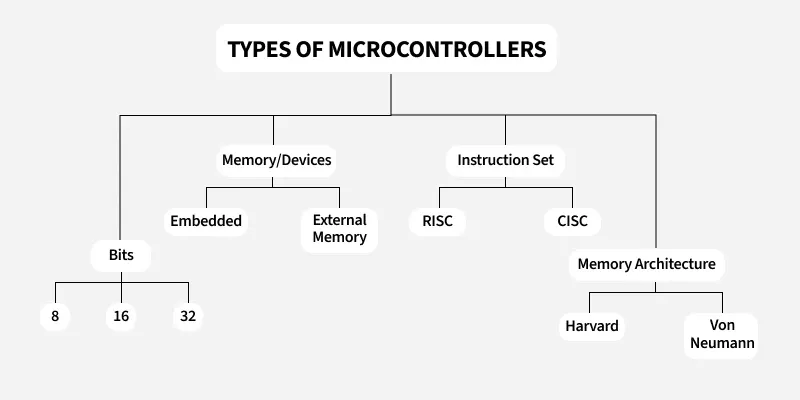 TYPES OF MICROCONTROLLERS
Memory/Devices
Instruction Set
Embedded
External
Memory
RISC
CISC
Bits
Memory Architecture
8
16
32
Harvard
Von
Neumann